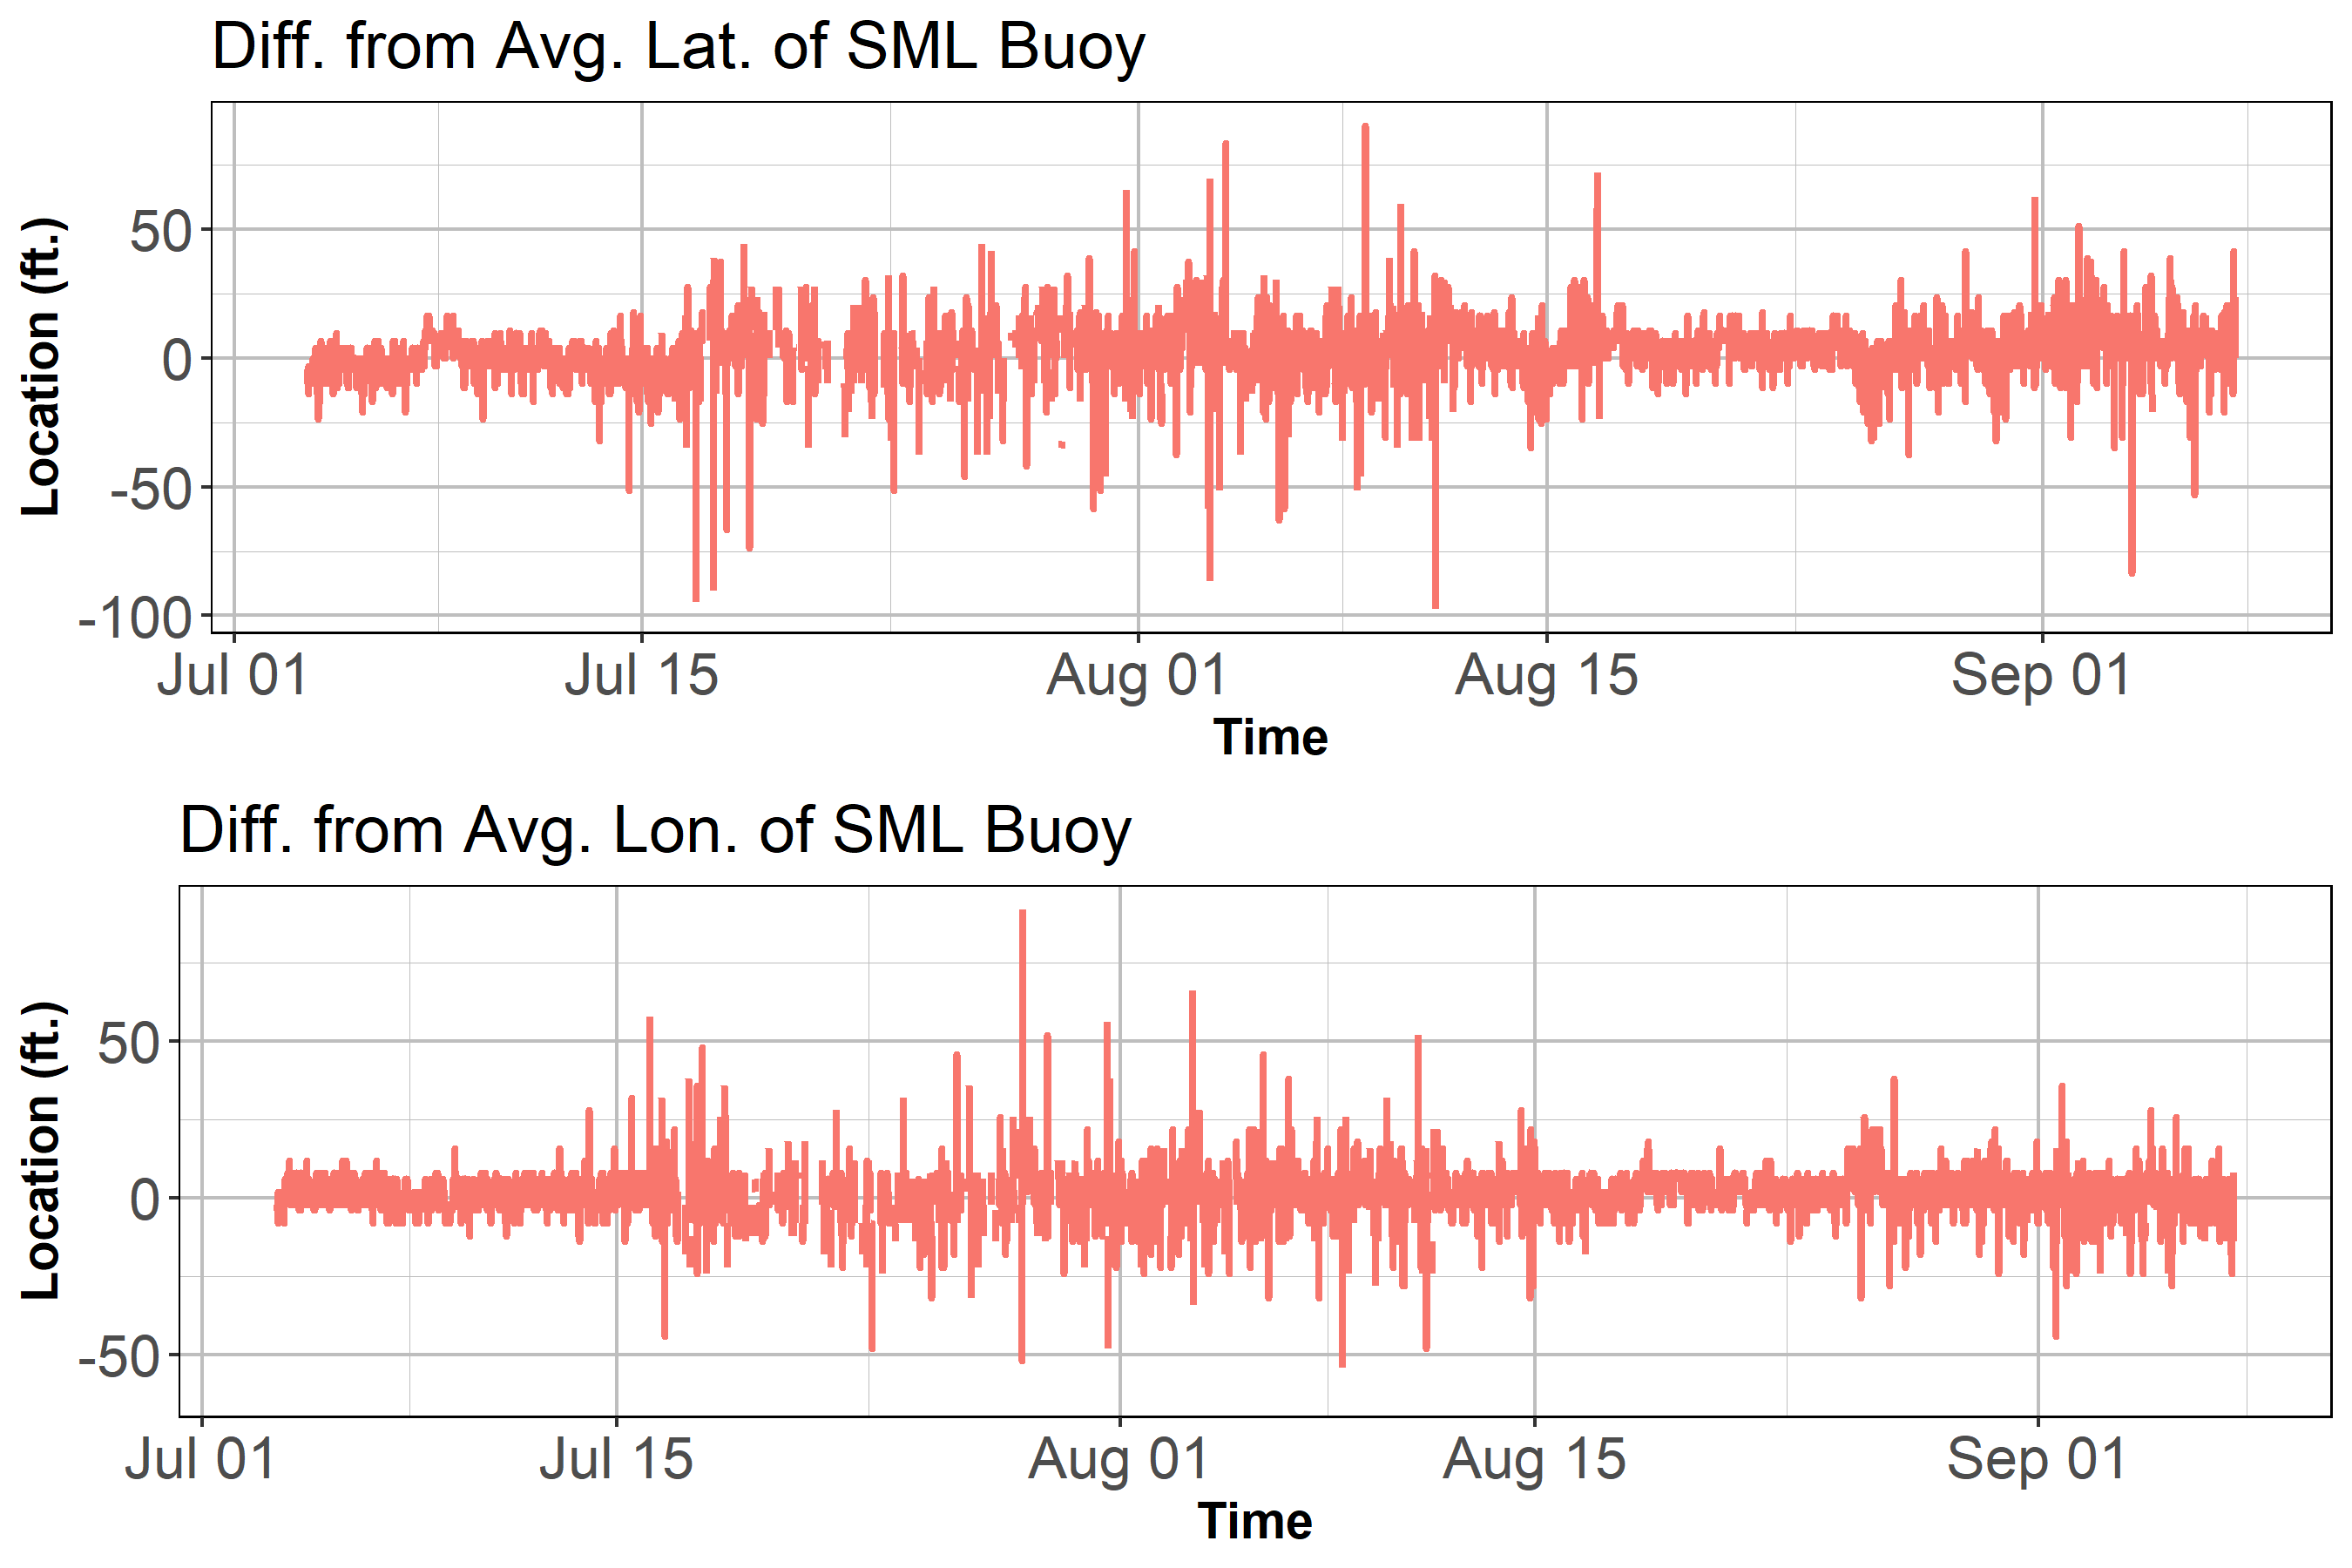 Diff. from Avg. Lat. of SML Buoy
Location (ft.)
50
0
-50
-100
Jul 01 Jul 15 Aug 01 Aug 15 Sep 01
Time
Diff. from Avg. Lon. of SML Buoy
Location (ft.)
50
0
-50
Jul 01 Jul 15 Aug 01 Aug 15 Sep 01
Time